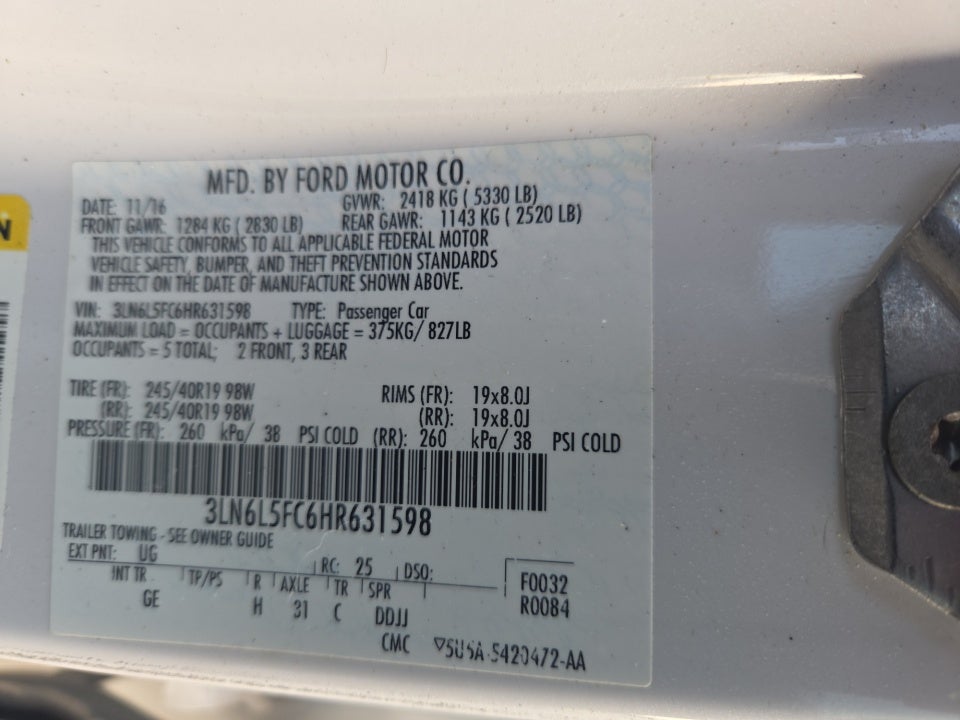 MFD. BY FORD MOTOR CO.
DATE: 11/16 GVWR: 2418 KG ( 5330 LB)
FRONT GAWR: 1284 KG ( 2830 LB) REAR GAWR: 1143 KG ( 2520 LB)
THIS VEHICLE CONFORMS TO ALL APPLICABLE FEDERAL MOTOR
VEHICLE SAFETY, BUMPER, AND THEFT PREVENTION STANDARDS
IN EFFECT ON THE DATE OF MANUFACTURE SHOWN ABOVE.
VIN: 3LN6L5FC6HR631598 TYPE: Passenger Car
MAXIMUM LOAD = OCCUPANTS + LUGGAGE = 375KG/ 827LB
OCCUPANTS = 5 TOTAL; 2 FRONT, 3 REAR
TIRE (FR): 245/40R19 98W RIMS (FR): 19x8.0J
(RR): 245/40R19 98W (RR): 19x8.0J
PRESSURE (FR): 260 kPa/ 38 PSI COLD (RR): 260 kPa/ 38 PSI COLD
3LN6L5FC6HR631598
TRAILER TOWING - SEE OWNER GUIDE
EXT PNT: UG RC: 25 DSO: F0032
INT TR TP/PS R AXLE TR SPR R0084
GE H 31 C DDJJ
CMC ▽5U5A-5420472-AA
N